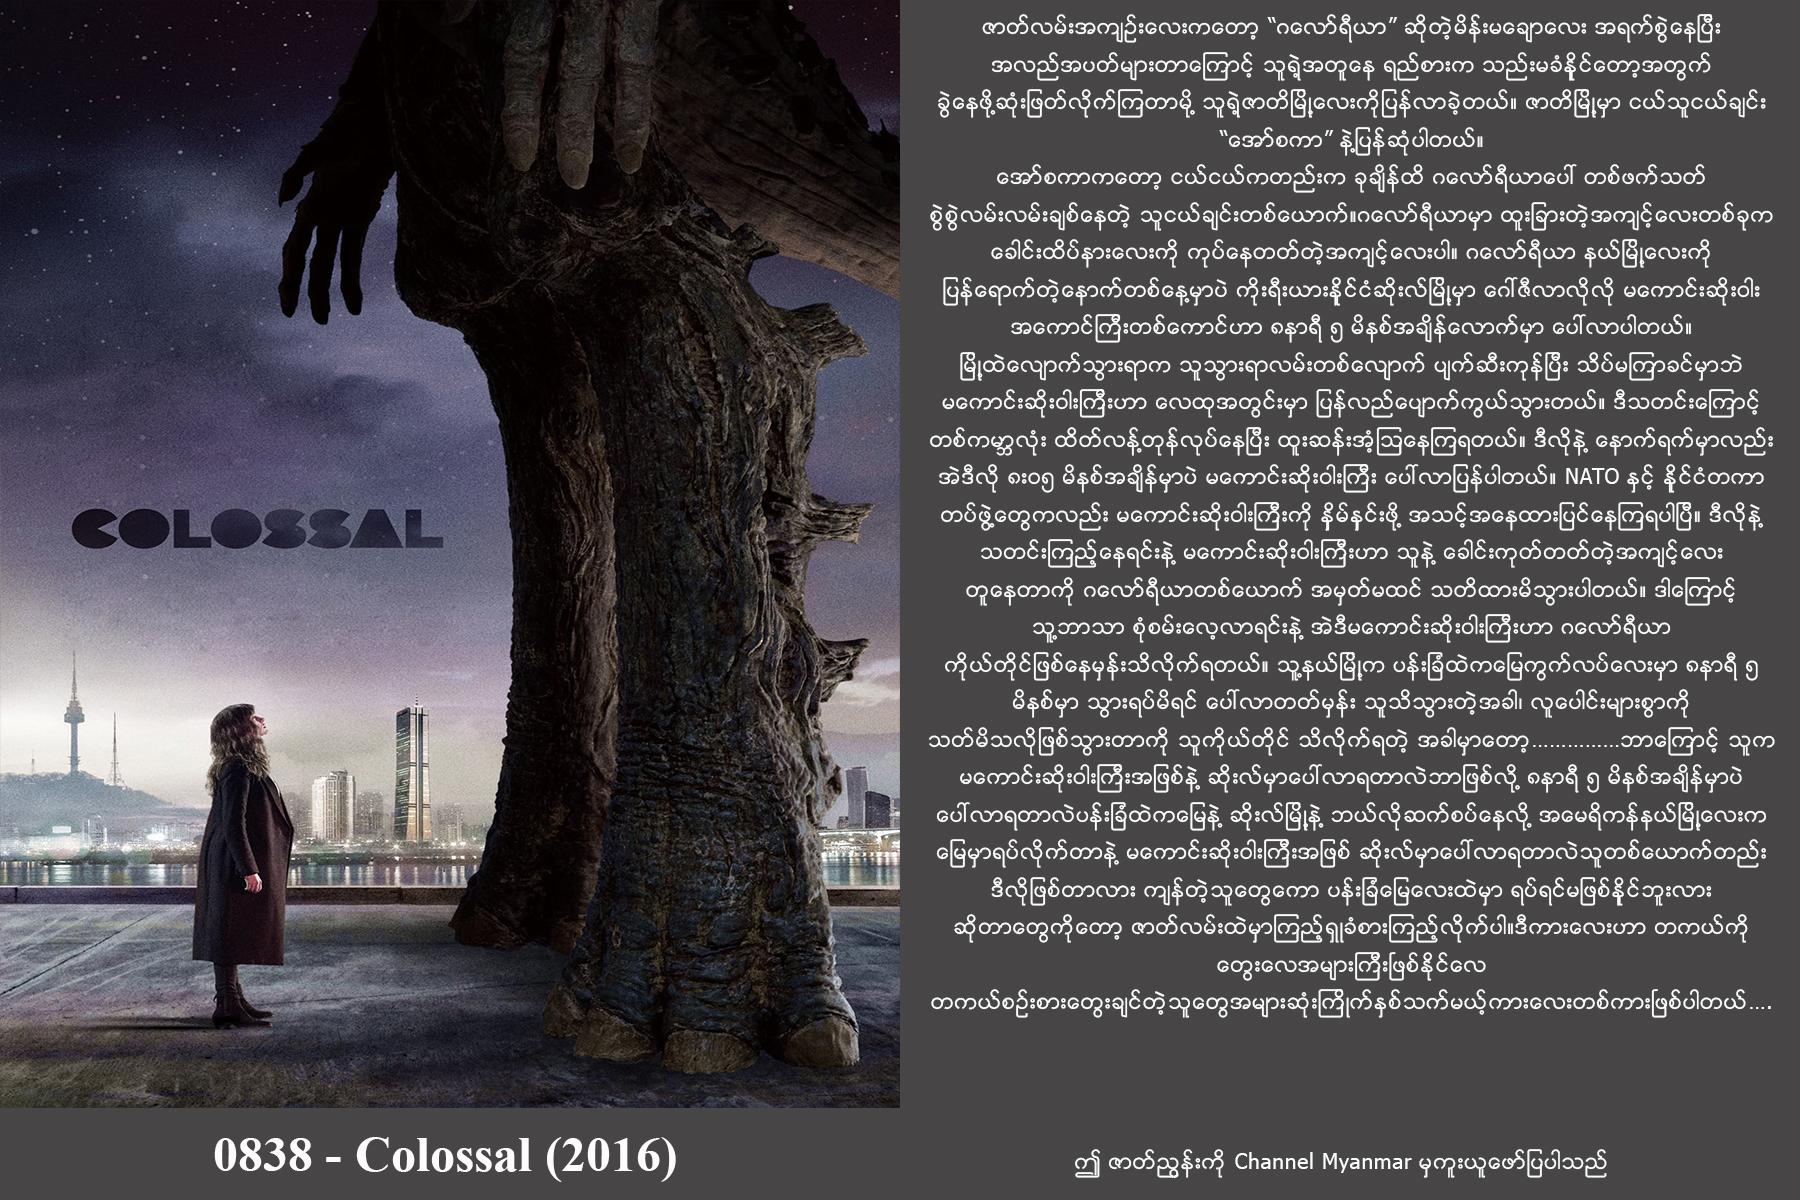 COLOSSAL
0838 - Colossal (2016)
ဇာတ်လမ်းအကျဉ်းလေးကတော့ “ဂလော်ရီယာ” ဆိုတဲ့မိန်းမချောလေး အရက်စွဲနေပြီး
အလည်အပတ်များတာကြောင့် သူရဲ့အတူနေ ရည်စားက သည်းမခံနိုင်တော့အတွက်
ခွဲနေဖို့ဆုံးဖြတ်လိုက်ကြတာမို့ သူရဲ့ဇာတိမြို့လေးကိုပြန်လာခဲ့တယ်။ ဇာတိမြို့မှာ ငယ်သူငယ်ချင်း
“အော်စကာ” နဲ့ပြန်ဆုံပါတယ်။
အော်စကာကတော့ ငယ်ငယ်ကတည်းက ခုချိန်ထိ ဂလော်ရီယာပေါ် တစ်ဖက်သတ်
စွဲစွဲလမ်းလမ်းချစ်နေတဲ့ သူငယ်ချင်းတစ်ယောက်။ဂလော်ရီယာမှာ ထူးခြားတဲ့အကျင့်လေးတစ်ခုက
ခေါင်းထိပ်နားလေးကို ကုပ်နေတတ်တဲ့အကျင့်လေးပါ။ ဂလော်ရီယာ နယ်မြို့လေးကို
ပြန်ရောက်တဲ့နောက်တစ်နေ့မှာပဲ ကိုးရီးယားနိုင်ငံဆိုးလ်မြို့မှာ ဂေါ်ဇီလာလိုလို မကောင်းဆိုးဝါး
အကောင်ကြီးတစ်ကောင်ဟာ ၈နာရီ ၅ မိနစ်အချိန်လောက်မှာ ပေါ်လာပါတယ်။
မြို့ထဲလျောက်သွားရာက သူသွားရာလမ်းတစ်လျောက် ပျက်ဆီးကုန်ပြီး သိပ်မကြာခင်မှာဘဲ
မကောင်းဆိုးဝါးကြီးဟာ လေထုအတွင်းမှာ ပြန်လည်ပျောက်ကွယ်သွားတယ်။ ဒီသတင်းကြောင့်
တစ်ကမ္ဘာလုံး ထိတ်လန့်တုန်လုပ်နေပြီး ထူးဆန်းအံ့ဩနေကြရတယ်။ ဒီလိုနဲ့ နောက်ရက်မှာလည်း
အဲဒီလို ၈း၀၅ မိနစ်အချိန်မှာပဲ မကောင်းဆိုးဝါးကြီး ပေါ်လာပြန်ပါတယ်။ NATO နှင့် နိုင်ငံတကာ
တပ်ဖွဲ့တွေကလည်း မကောင်းဆိုးဝါးကြီးကို နှိမ်နင်းဖို့ အသင့်အနေထားပြင်နေကြရပါပြီ။ ဒီလိုနဲ့
သတင်းကြည့်နေရင်းနဲ့ မကောင်းဆိုးဝါးကြီးဟာ သူနဲ့ ခေါင်းကုတ်တတ်တဲ့အကျင့်လေး
တူနေတာကို ဂလော်ရီယာတစ်ယောက် အမှတ်မထင် သတိထားမိသွားပါတယ်။ ဒါကြောင့်
သူ့ဘာသာ စုံစမ်းလေ့လာရင်းနဲ့ အဲဒီမကောင်းဆိုးဝါးကြီးဟာ ဂလော်ရီယာ
ကိုယ်တိုင်ဖြစ်နေမှန်းသိလိုက်ရတယ်။ သူ့နယ်မြို့က ပန်းခြံထဲကမြေကွက်လပ်လေးမှာ ၈နာရီ ၅
မိနစ်မှာ သွားရပ်မိရင် ပေါ်လာတတ်မှန်း သူသိသွားတဲ့အခါ၊ လူပေါင်းများစွာကို
သတ်မိသလိုဖြစ်သွားတာကို သူကိုယ်တိုင် သိလိုက်ရတဲ့ အခါမှာတော့……………ဘာကြောင့် သူက
မကောင်းဆိုးဝါးကြီးအဖြစ်နဲ့ ဆိုးလ်မှာပေါ်လာရတာလဲဘာဖြစ်လို့ ၈နာရီ ၅ မိနစ်အချိန်မှာပဲ
ပေါ်လာရတာလဲပန်းခြံထဲကမြေနဲ့ ဆိုးလ်မြို့နဲ့ ဘယ်လိုဆက်စပ်နေလို့ အမေရိကန်နယ်မြို့လေးက
မြေမှာရပ်လိုက်တာနဲ့ မကောင်းဆိုးဝါးကြီးအဖြစ် ဆိုးလ်မှာပေါ်လာရတာလဲသူတစ်ယောက်တည်း
ဒီလိုဖြစ်တာလား ကျန်တဲ့သူတွေကော ပန်းခြံမြေလေးထဲမှာ ရပ်ရင်မဖြစ်နိုင်ဘူးလား
ဆိုတာတွေကိုတော့ ဇာတ်လမ်းထဲမှာကြည့်ရှုခံစားကြည့်လိုက်ပါ။ဒီကားလေးဟာ တကယ်ကို
တွေးလေအများကြီးဖြစ်နိုင်လေ
တကယ်စဉ်းစားတွေးချင်တဲ့သူတွေအများဆုံးကြိုက်နှစ်သက်မယ့်ကားလေးတစ်ကားဖြစ်ပါတယ်….
ဤ ဇာတ်ညွှန်းကို Channel Myanmar မှကူးယူဖော်ပြပါသည်